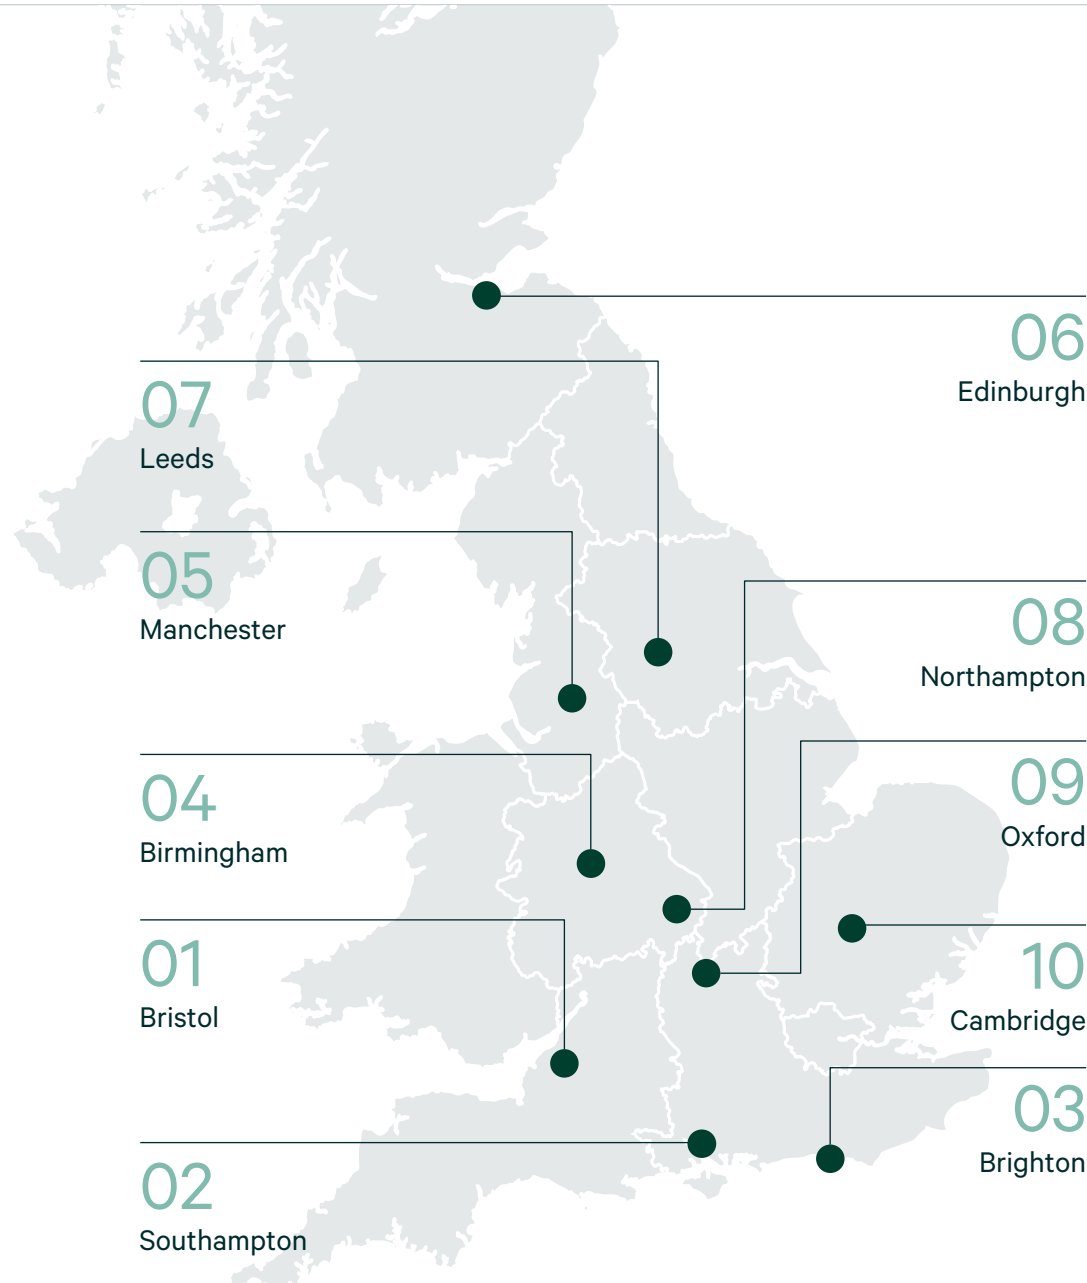 06
Edinburgh
07
Leeds
05
Manchester
08
Northampton
04
Birmingham
09
Oxford
01
Bristol
10
Cambridge
03
Brighton
02
Southampton